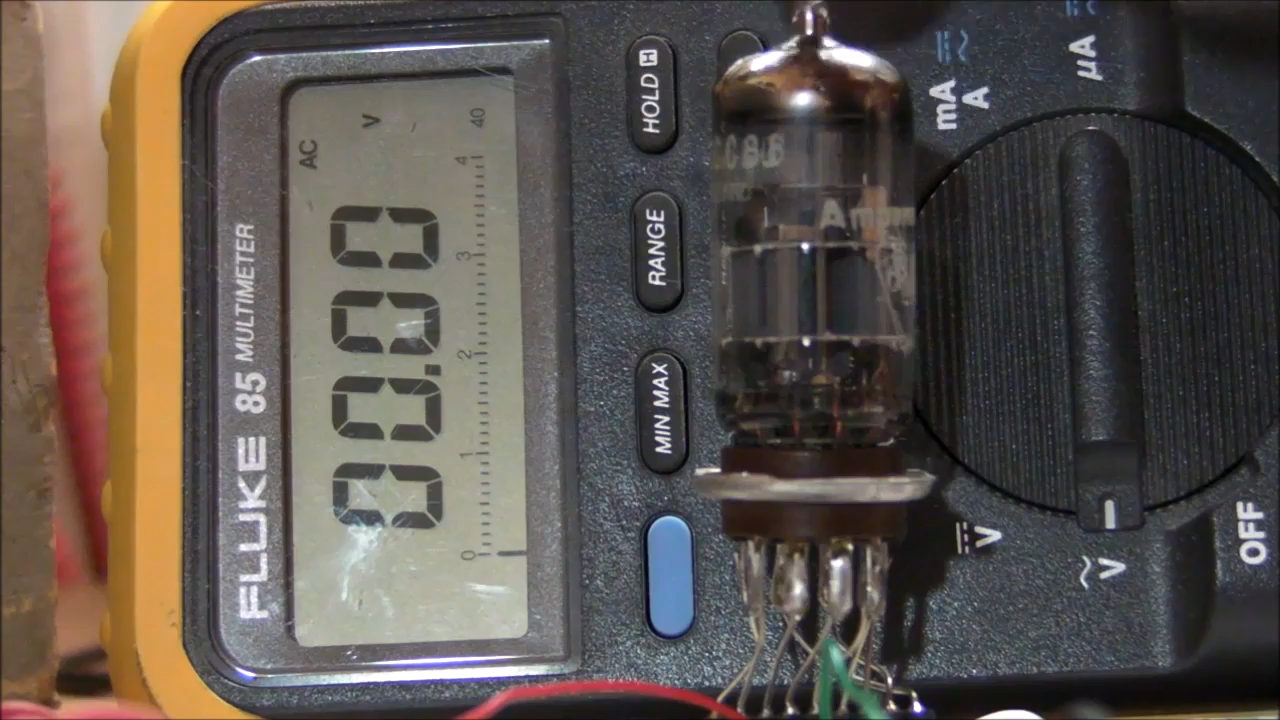 FLUKE 85 MULTIMETER
AC
V
00.00
0 1 2 3 4 40
HOLD H
RANGE
MIN MAX
mA
A
µA
V
V
OFF